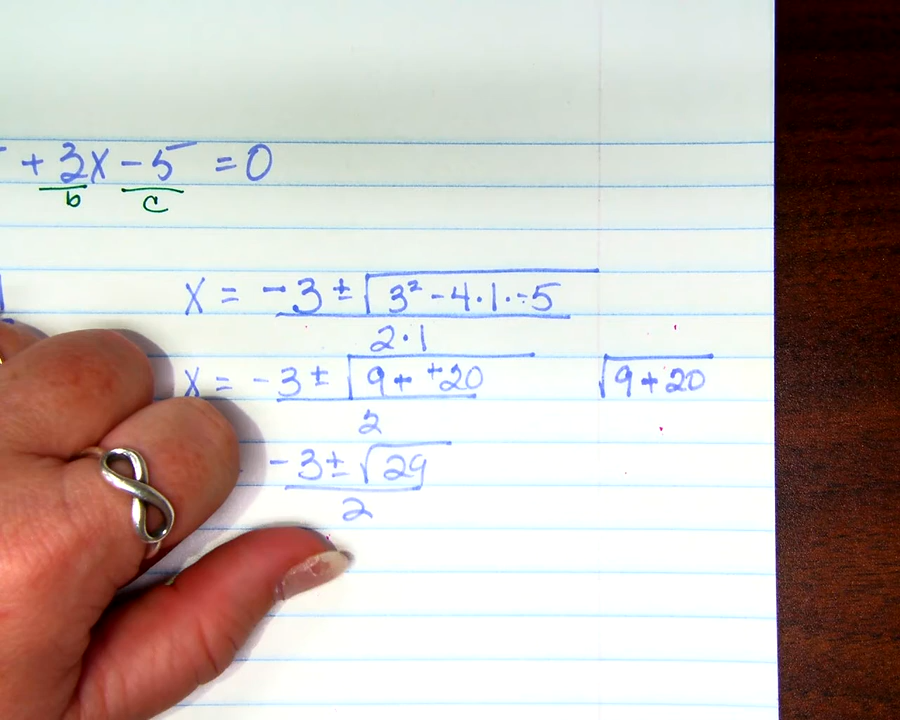 + 3x - 5 = 0
b c
x = -3 ± √3² - 4·1·-5
2·1
x = -3 ± √9 + +20 √9 + 20
2
-3 ± √29
2